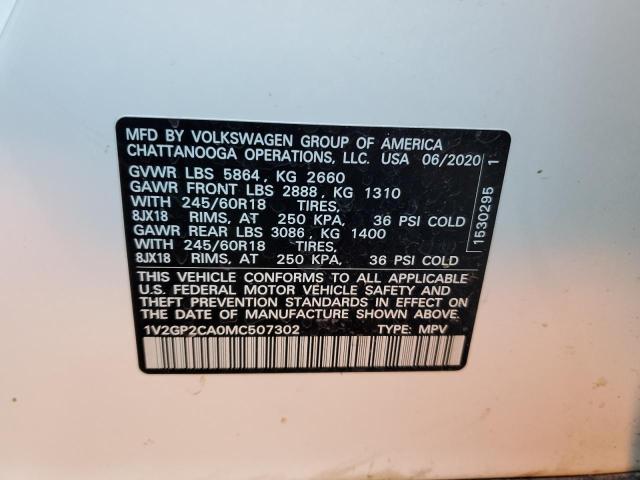 MFD BY VOLKSWAGEN GROUP OF AMERICA
CHATTANOOGA OPERATIONS, LLC. USA 06/2020
GVWR LBS 5864, KG 2660
GAWR FRONT LBS 2888, KG 1310
WITH 245/60R18 TIRES,
8JX18 RIMS, AT 250 KPA, 36 PSI COLD
GAWR REAR LBS 3086, KG 1400
WITH 245/60R18 TIRES,
8JX18 RIMS, AT 250 KPA, 36 PSI COLD
THIS VEHICLE CONFORMS TO ALL APPLICABLE
U.S. FEDERAL MOTOR VEHICLE SAFETY AND
THEFT PREVENTION STANDARDS IN EFFECT ON
THE DATE OF MANUFACTURE SHOWN ABOVE.
1V2GP2CA0MC507302 TYPE: MPV
1530295 1